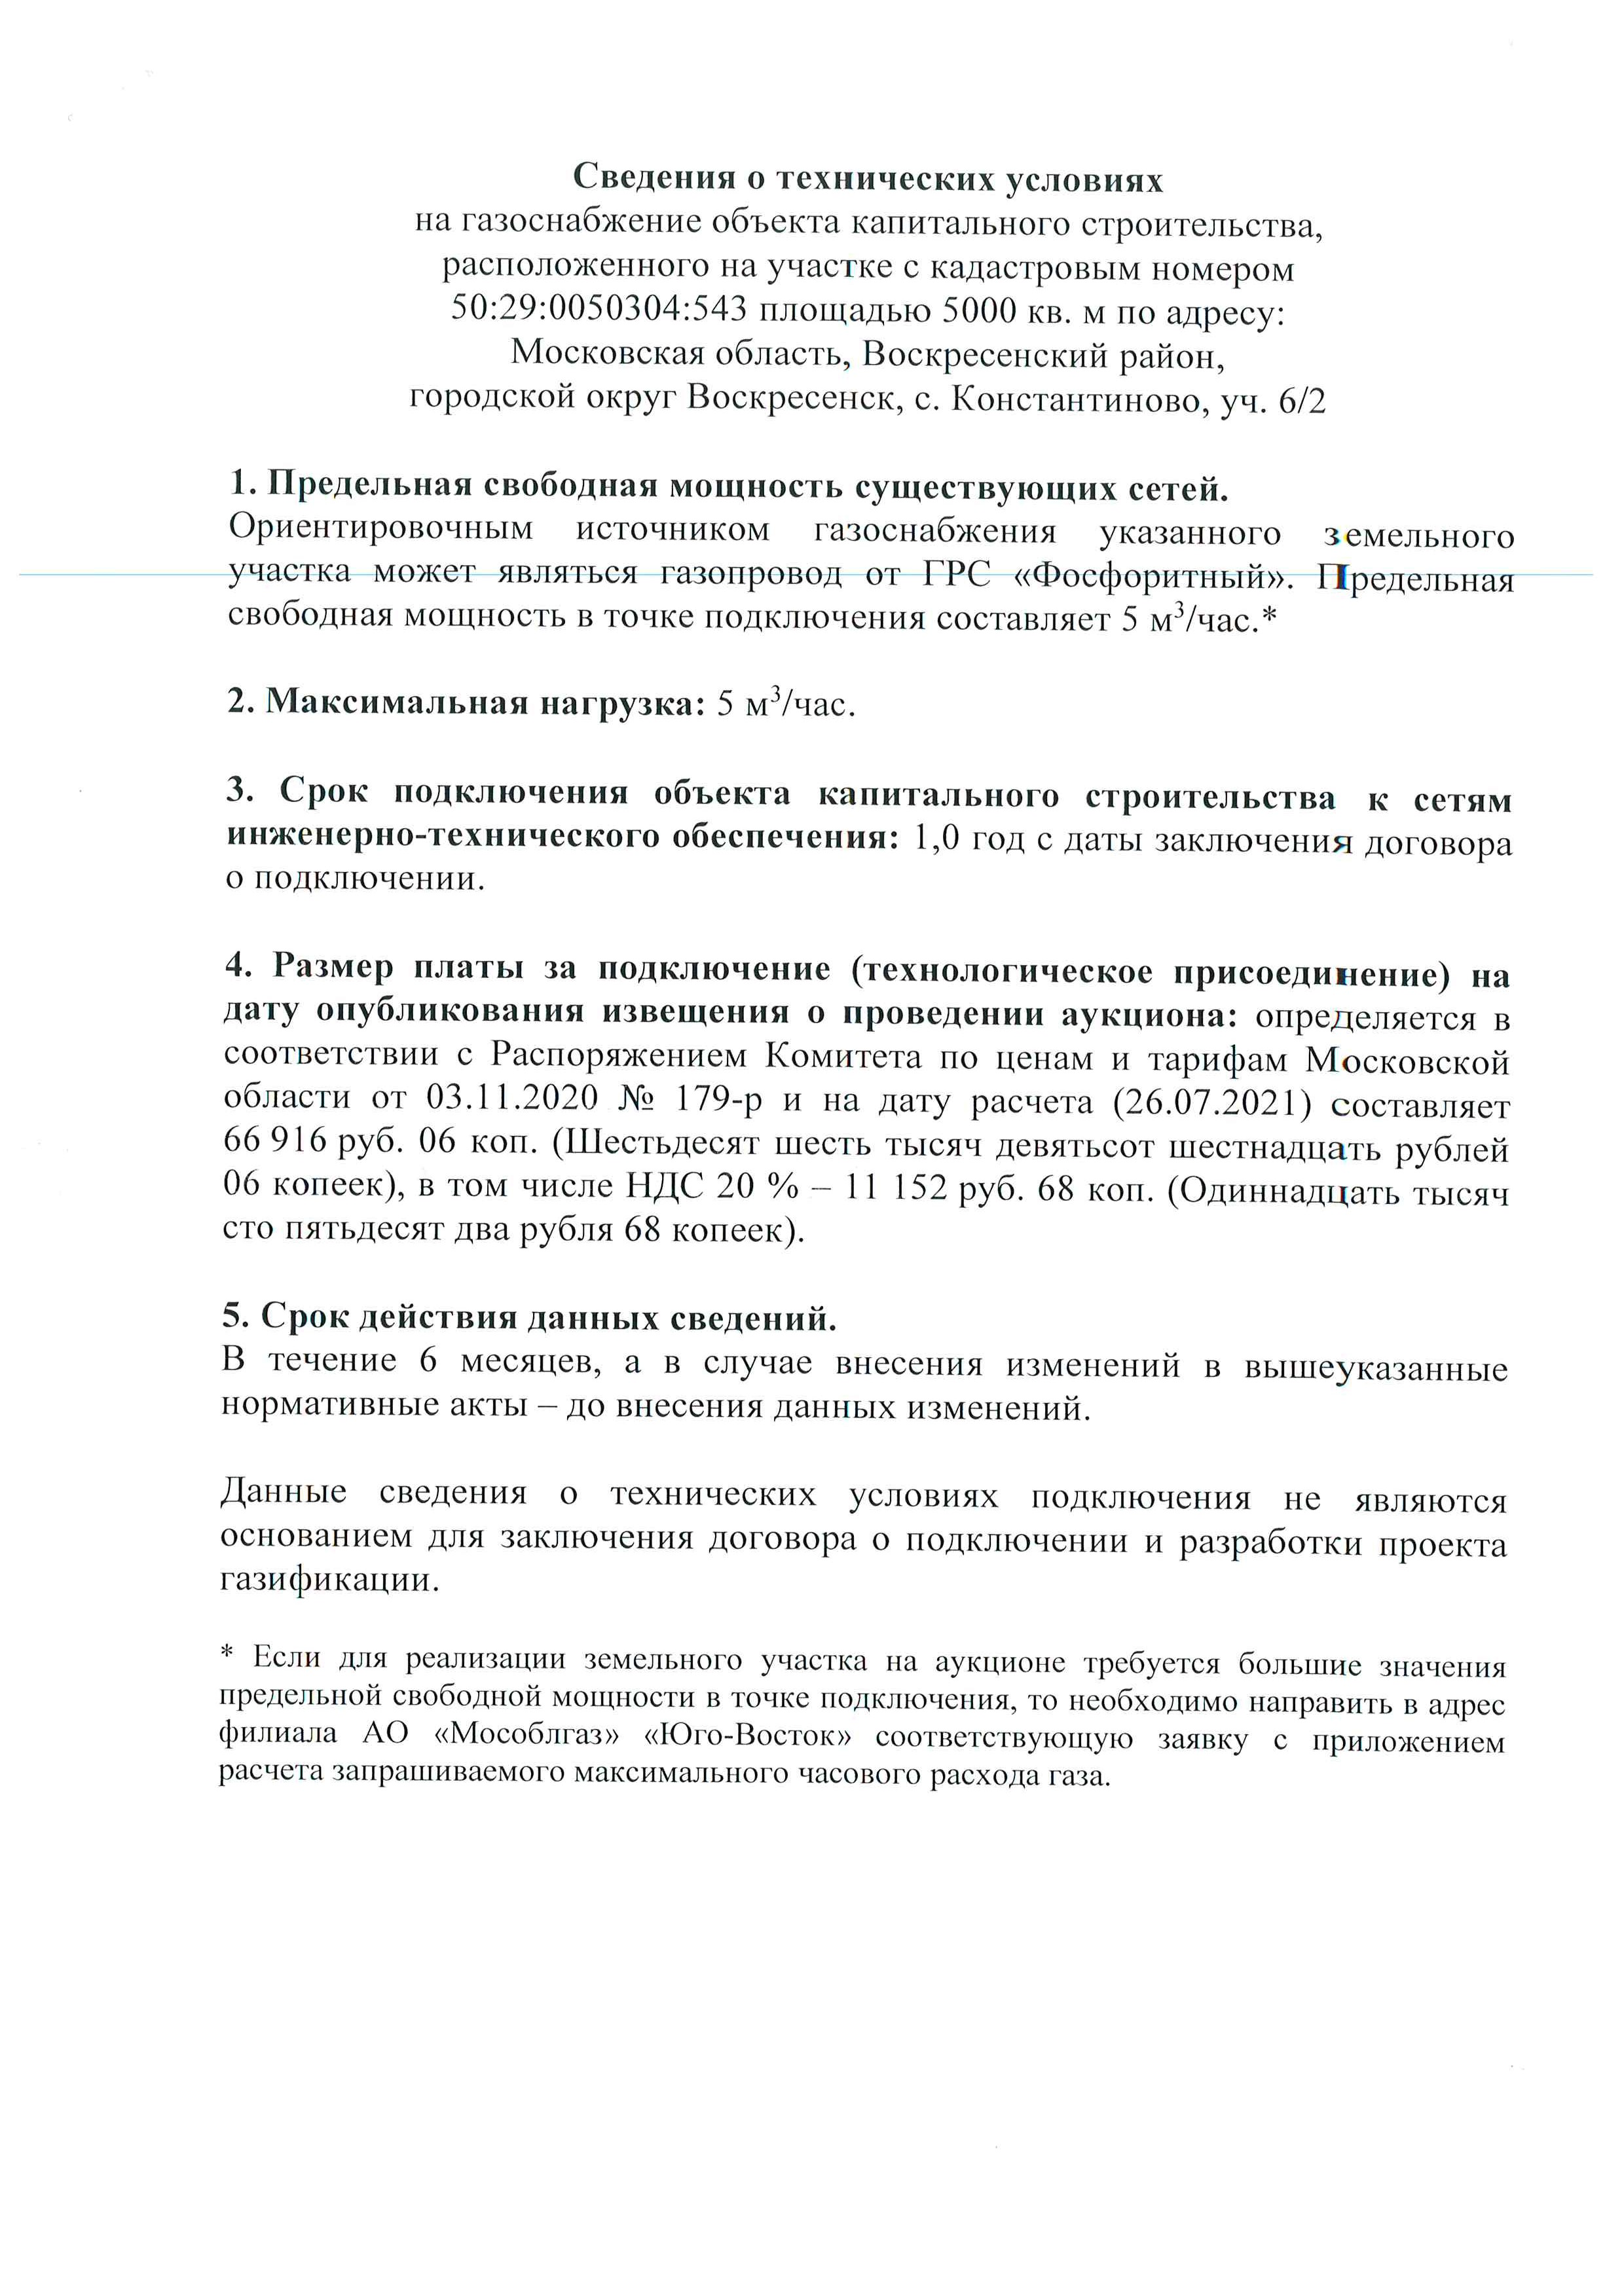 Сведения о технических условиях
на газоснабжение объекта капитального строительства,
расположенного на участке с кадастровым номером
50:29:0050304:543 площадью 5000 кв. м по адресу:
Московская область, Воскресенский район,
городской округ Воскресенск, с. Константиново, уч. 6/2
1. Предельная свободная мощность существующих сетей.
Ориентировочным источником газоснабжения указанного земельного
участка может являться газопровод от ГРС «Фосфоритный». Предельная
свободная мощность в точке подключения составляет 5 м³/час.*
2. Максимальная нагрузка: 5 м³/час.
3. Срок подключения объекта капитального строительства к сетям
инженерно-технического обеспечения: 1,0 год с даты заключения договора
о подключении.
4. Размер платы за подключение (технологическое присоединение) на
дату опубликования извещения о проведении аукциона: определяется в
соответствии с Распоряжением Комитета по ценам и тарифам Московской
области от 03.11.2020 № 179-р и на дату расчета (26.07.2021) составляет
66 916 руб. 06 коп. (Шестьдесят шесть тысяч девятьсот шестнадцать рублей
06 копеек), в том числе НДС 20 % – 11 152 руб. 68 коп. (Одиннадцать тысяч
сто пятьдесят два рубля 68 копеек).
5. Срок действия данных сведений.
В течение 6 месяцев, а в случае внесения изменений в вышеуказанные
нормативные акты – до внесения данных изменений.
Данные сведения о технических условиях подключения не являются
основанием для заключения договора о подключении и разработки проекта
газификации.
* Если для реализации земельного участка на аукционе требуется большие значения
предельной свободной мощности в точке подключения, то необходимо направить в адрес
филиала АО «Мособлгаз» «Юго-Восток» соответствующую заявку с приложением
расчета запрашиваемого максимального часового расхода газа.